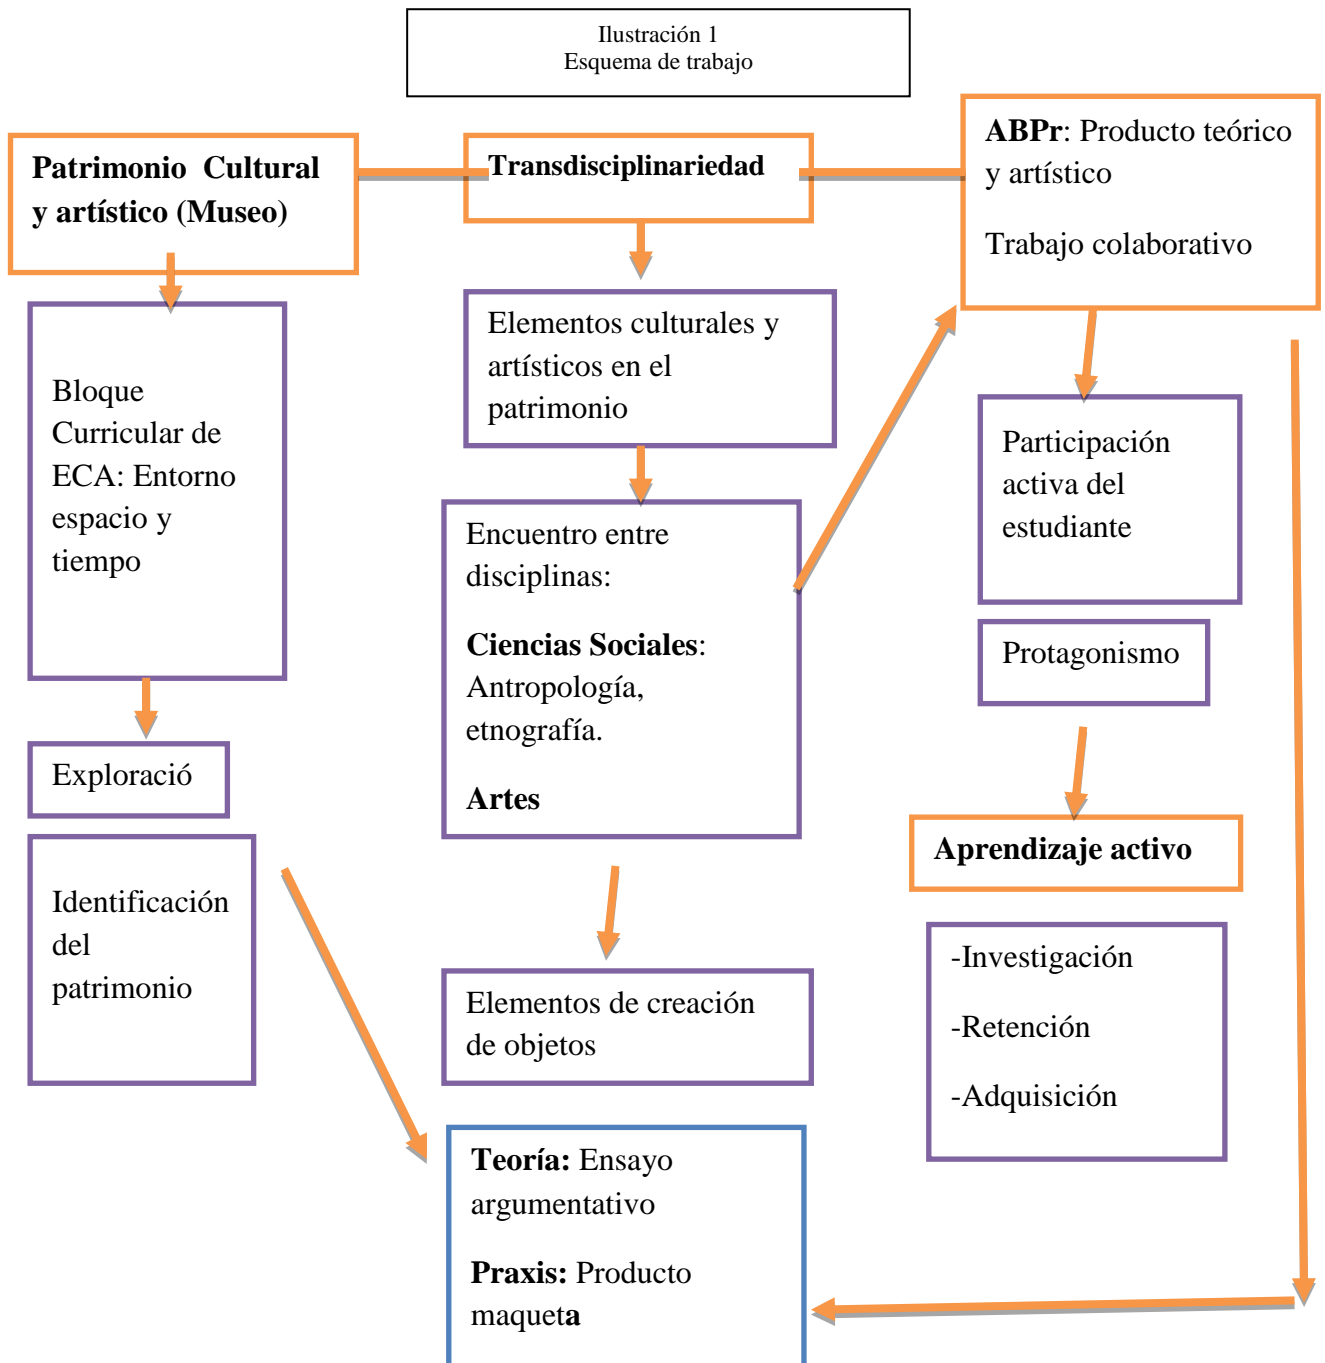 Ilustración 1
Esquema de trabajo
Patrimonio Cultural
y artístico (Museo)
Transdisciplinariedad
ABPr: Producto teórico
y artístico
Trabajo colaborativo
Bloque
Curricular de
ECA: Entorno
espacio y
tiempo
Exploració
Identificación
del
patrimonio
Elementos culturales y
artísticos en el
patrimonio
Encuentro entre
disciplinas:
Ciencias Sociales:
Antropología,
etnografía.
Artes
Elementos de creación
de objetos
Teoría: Ensayo
argumentativo
Praxis: Producto
maqueta
Participación
activa del
estudiante
Protagonismo
Aprendizaje activo
-Investigación
-Retención
-Adquisición